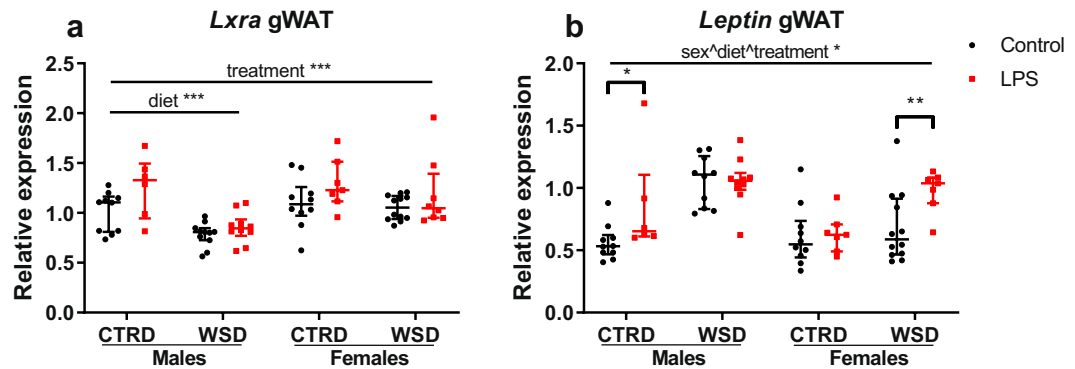 a
Lxra gWAT
Relative expression
2.5
2.0
1.5
1.0
0.5
0.0
treatment ***
diet ***
CTRD WSD CTRD WSD
Males Females
b
Leptin gWAT
Relative expression
2.0
1.5
1.0
0.5
0.0
sex^diet^treatment *
*
**
CTRD WSD CTRD WSD
Males Females
Control
LPS